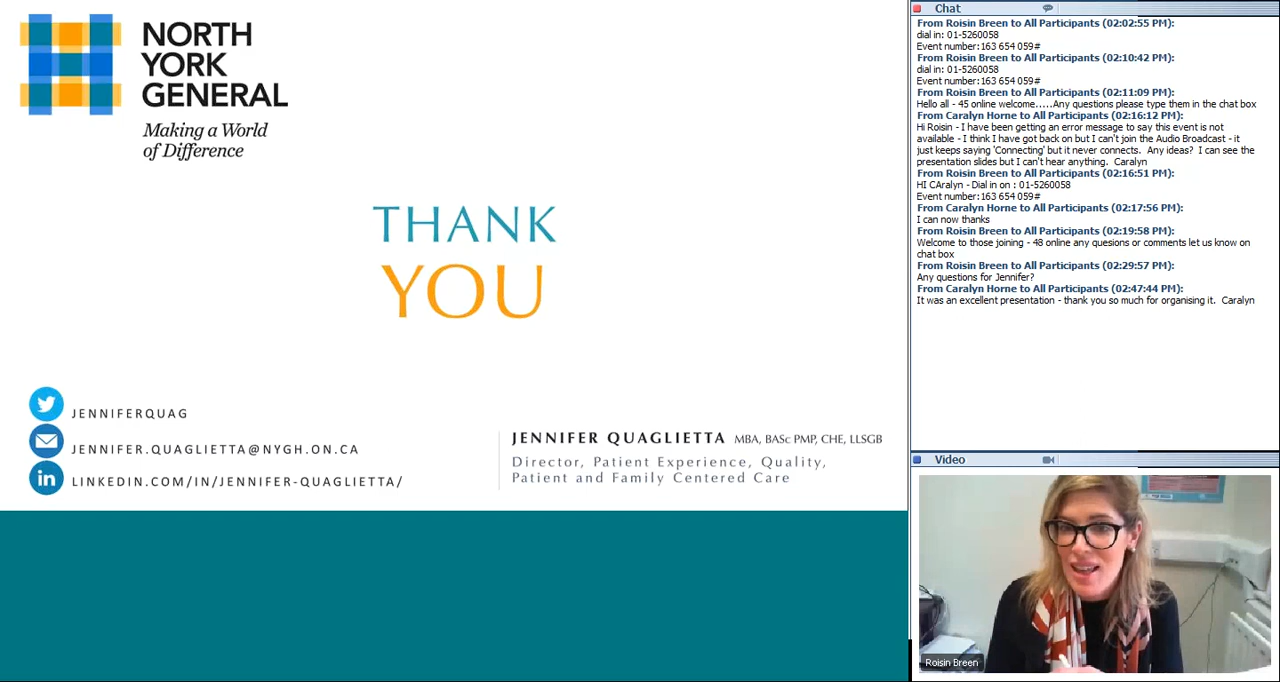 NORTH
YORK
GENERAL
Making a World
of Difference
THANK
YOU
JENNIFERQUAG
JENNIFER.QUAGLIETTA@NYGH.ON.CA
in
LINKEDIN.COM/IN/JENNIFER-QUAGLIETTA/
JENNIFER QUAGLIETTA MBA, BASc PMP, CHE, LLSGB
Director, Patient Experience, Quality,
Patient and Family Centered Care
Chat
From Roisin Breen to All Participants (02:02:55 PM):
dial in: 01-5260058
Event number:163 654 059#
From Roisin Breen to All Participants (02:10:42 PM):
dial in: 01-5260058
Event number:163 654 059#
From Roisin Breen to All Participants (02:11:09 PM):
Hello all - 45 online welcome.....Any questions please type them in the chat box
From Caralyn Horne to All Participants (02:16:12 PM):
Hi Roisin - I have been getting an error message to say this event is not
available - I think I have got back on but I can't join the Audio Broadcast - it
just keeps saying 'Connecting' but it never connects. Any ideas? I can see the
presentation slides but I can't hear anything. Caralyn
From Roisin Breen to All Participants (02:16:51 PM):
HI CAralyn - Dial in on : 01-5260058
Event number:163 654 059#
From Caralyn Horne to All Participants (02:17:56 PM):
I can now thanks
From Roisin Breen to All Participants (02:19:58 PM):
Welcome to those joining - 48 online any quesions or comments let us know on
chat box
From Roisin Breen to All Participants (02:29:57 PM):
Any questions for Jennifer?
From Caralyn Horne to All Participants (02:47:44 PM):
It was an excellent presentation - thank you so much for organising it. Caralyn
Video
Roisin Breen